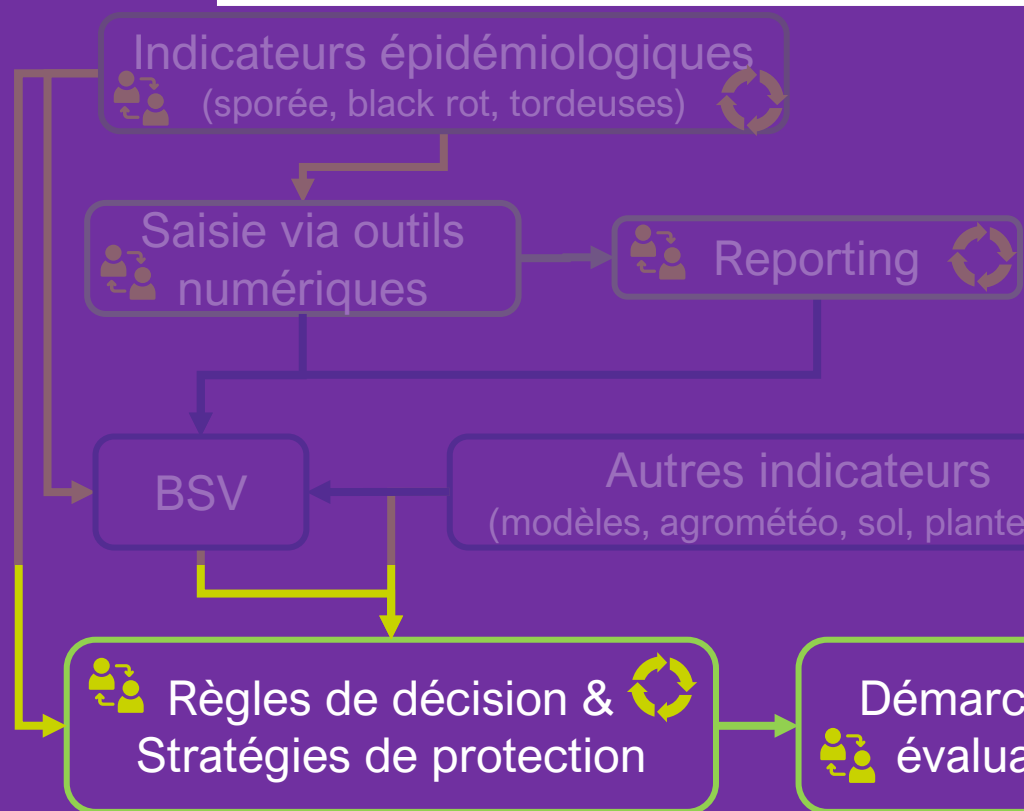 Indicateurs épidémiologiques
(sporée, black rot, tordeuses)
Saisie via outils
numériques
Reporting
BSV
Autres indicateurs
(modèles, agrométéo, sol, plante
Règles de décision &
Stratégies de protection
Démarc
évalua